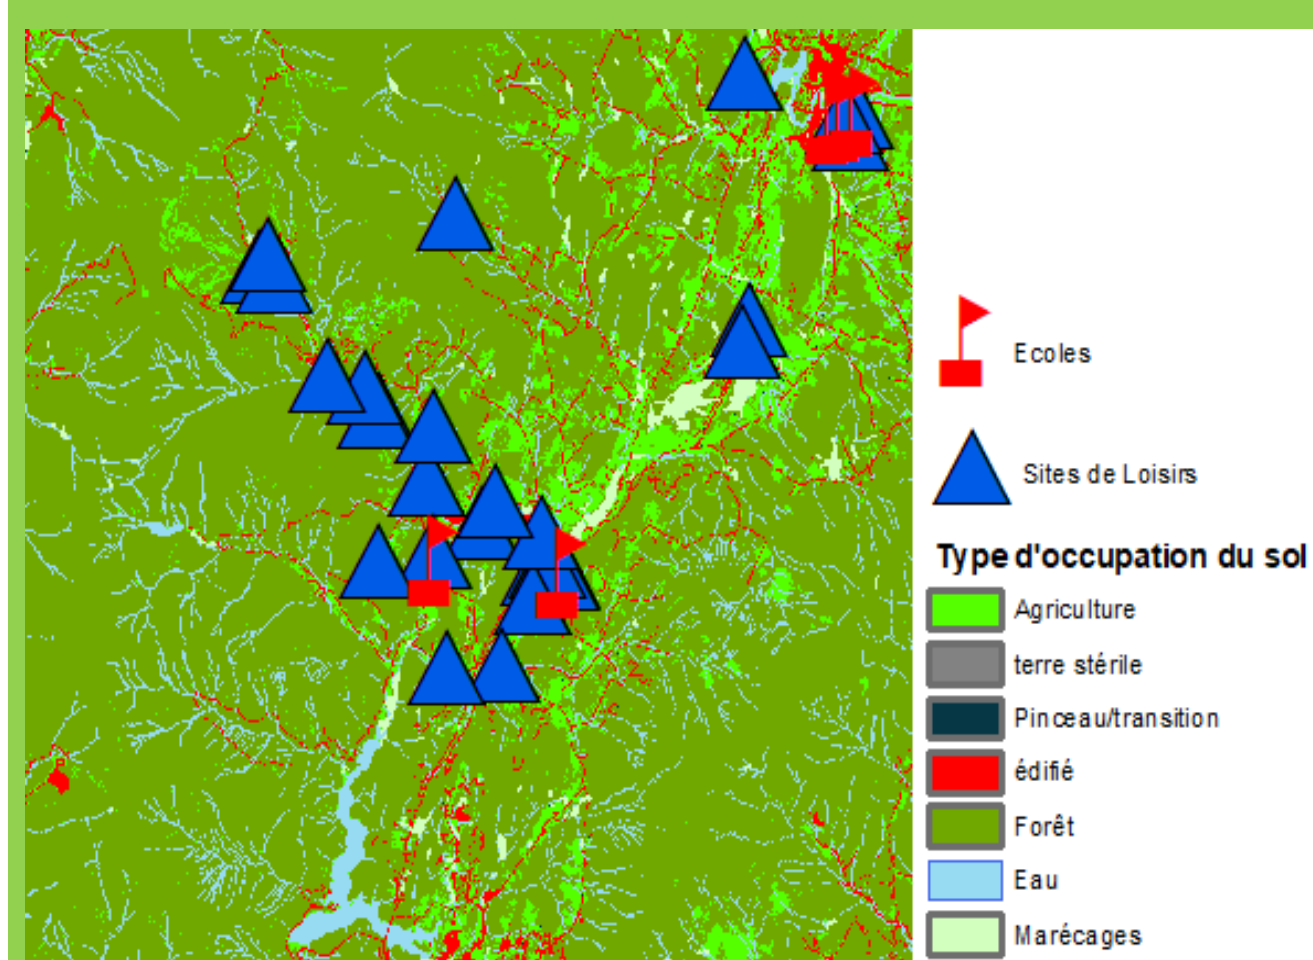 Ecoles
Sites de Loisirs
Type d'occupation du sol
Agriculture
terre stérile
Pinceau/transition
édifié
Forêt
Eau
Marécages